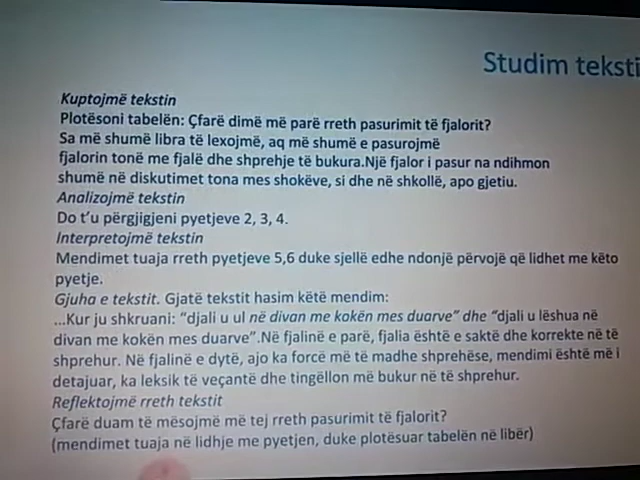 Studim teksti
Kuptojmë tekstin
Plotësoni tabelën: Çfarë dimë më parë rreth pasurimit të fjalorit?
Sa më shumë libra të lexojmë, aq më shumë e pasurojmë
fjalorin tonë me fjalë dhe shprehje të bukura.Një fjalor i pasur na ndihmon
shumë në diskutimet tona mes shokëve, si dhe në shkollë, apo gjetiu.
Analizojmë tekstin
Do t'u përgjigjeni pyetjeve 2, 3, 4.
Interpretojmë tekstin
Mendimet tuaja rreth pyetjeve 5,6 duke sjellë edhe ndonjë përvojë që lidhet me këto
pyetje.
Gjuha e tekstit. Gjatë tekstit hasim këtë mendim:
...Kur ju shkruani: “djali u ul në divan me kokën mes duarve” dhe “djali u lëshua në
divan me kokën mes duarve”.Në fjalinë e parë, fjalia është e saktë dhe korrekte në të
shprehur. Në fjalinë e dytë, ajo ka forcë më të madhe shprehëse, mendimi është më i
detajuar, ka leksik të veçantë dhe tingëllon më bukur në të shprehur.
Reflektojmë rreth tekstit
Çfarë duam të mësojmë më tej rreth pasurimit të fjalorit?
(mendimet tuaja në lidhje me pyetjen, duke plotësuar tabelën në libër)